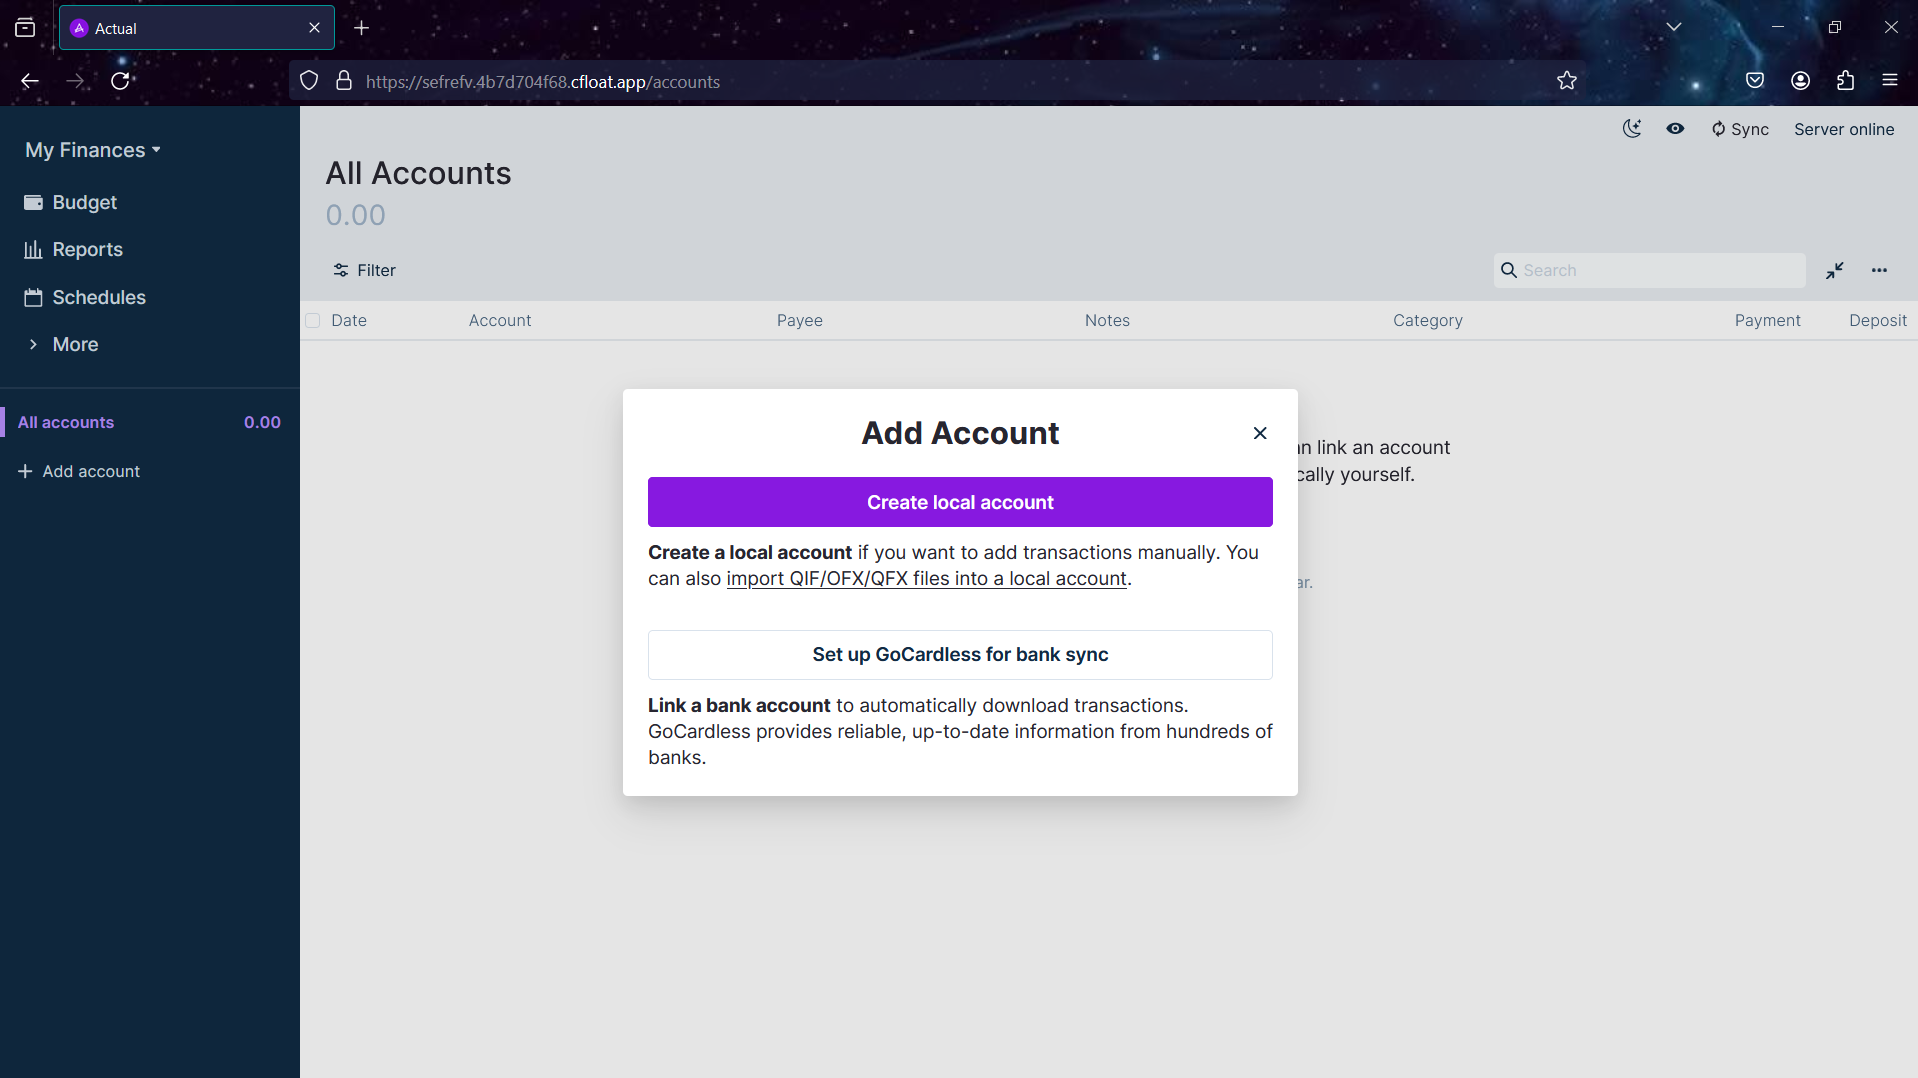 Actual
https://sefrefv.4b7d704f68.cfloat.app/accounts
My Finances
Budget
Reports
Schedules
More
All accounts 0.00
Add account
Sync Server online
All Accounts
0.00
Filter
Search
Date Account Payee Notes Category Payment Deposit
Add Account
Create local account
Create a local account if you want to add transactions manually. You
can also import QIF/OFX/QFX files into a local account.
Set up GoCardless for bank sync
Link a bank account to automatically download transactions.
GoCardless provides reliable, up-to-date information from hundreds of
banks.
link an account
yourself.